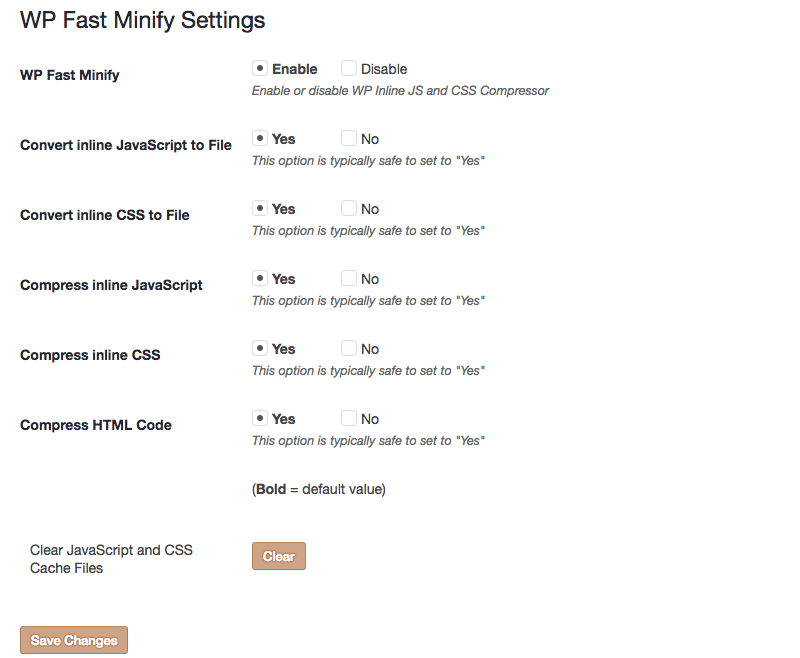 WP Fast Minify Settings
WP Fast Minify
Enable Disable
Enable or disable WP Inline JS and CSS Compressor
Convert inline JavaScript to File
Yes No
This option is typically safe to set to "Yes"
Convert inline CSS to File
Yes No
This option is typically safe to set to "Yes"
Compress inline JavaScript
Yes No
This option is typically safe to set to "Yes"
Compress inline CSS
Yes No
This option is typically safe to set to "Yes"
Compress HTML Code
Yes No
This option is typically safe to set to "Yes"
(Bold = default value)
Clear JavaScript and CSS
Cache Files
Clear
Save Changes